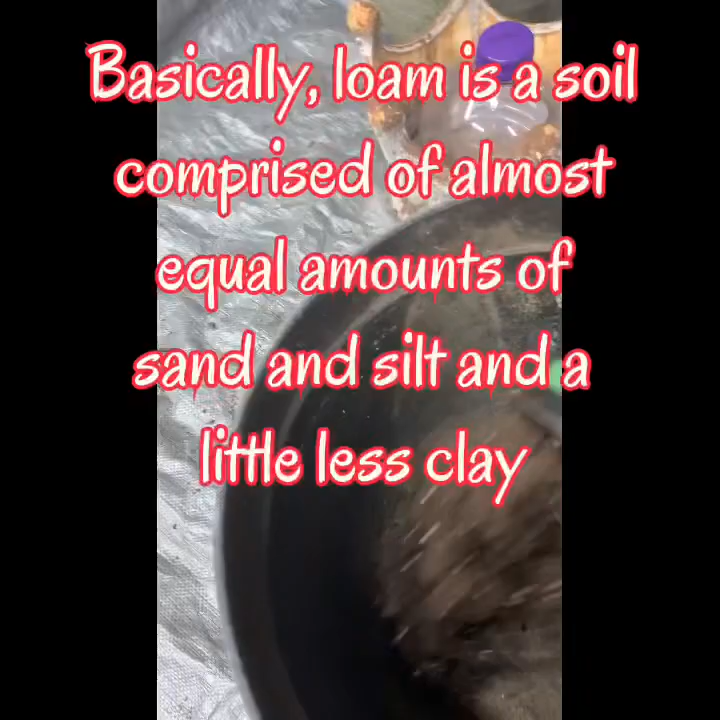 Basically, loam is a soil
comprised of almost
equal amounts of
sand and silt and a
little less clay